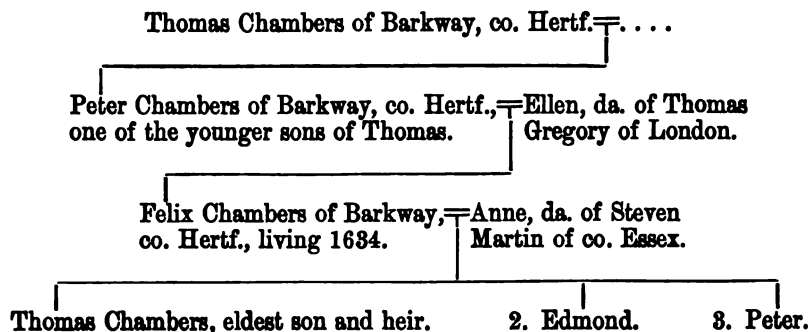 Thomas Chambers of Barkway, co. Hertf.=....
Peter Chambers of Barkway, co. Hertf.,=Ellen, da. of Thomas
one of the younger sons of Thomas. Gregory of London.
Felix Chambers of Barkway,=Anne, da. of Steven
co. Hertf., living 1634. Martin of co. Essex.
Thomas Chambers, eldest son and heir. 2. Edmond. 3. Peter.